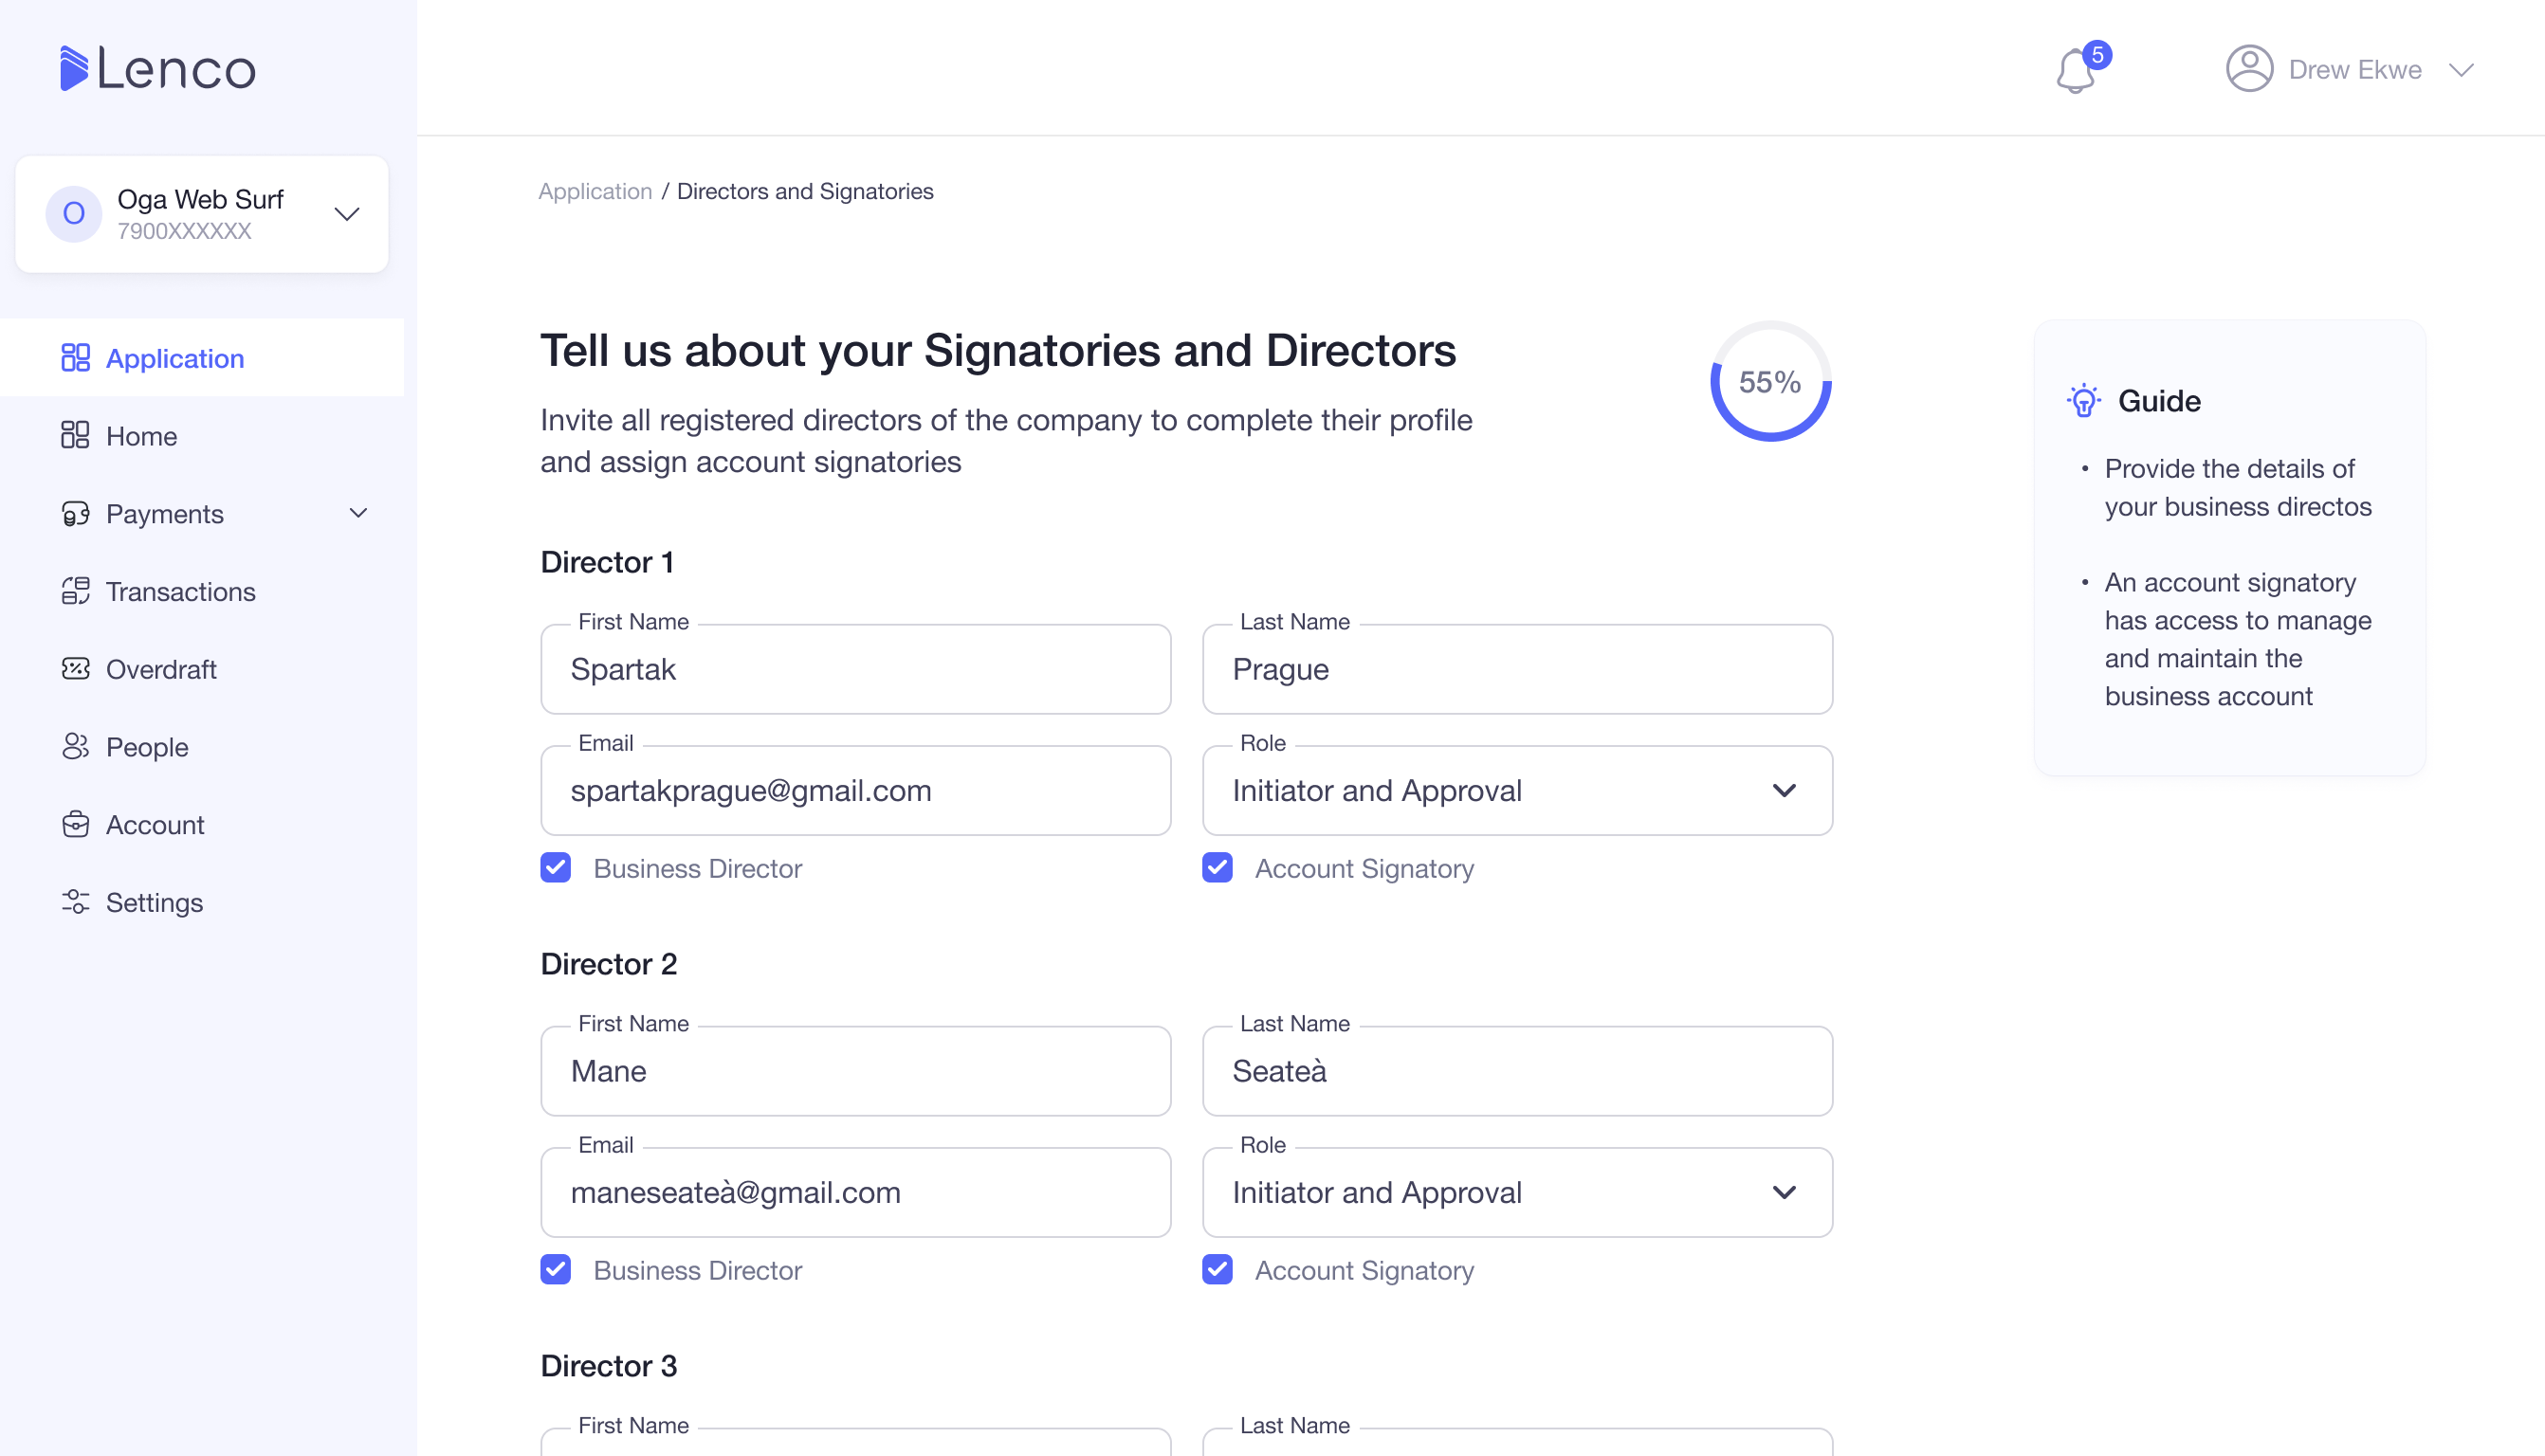 Lenco
5
Drew Ekwe
O
Oga Web Surf
7900XXXXXX
Application
Home
Payments
Transactions
Overdraft
People
Account
Settings
Application / Directors and Signatories
Tell us about your Signatories and Directors
Invite all registered directors of the company to complete their profile
and assign account signatories
55%
Director 1
First Name
Spartak
Last Name
Prague
Email
spartakprague@gmail.com
Role
Initiator and Approval
Business Director
Account Signatory
Director 2
First Name
Mane
Last Name
Seateà
Email
maneseateà@gmail.com
Role
Initiator and Approval
Business Director
Account Signatory
Director 3
First Name
Last Name
Guide
• Provide the details of
your business directos
• An account signatory
has access to manage
and maintain the
business account